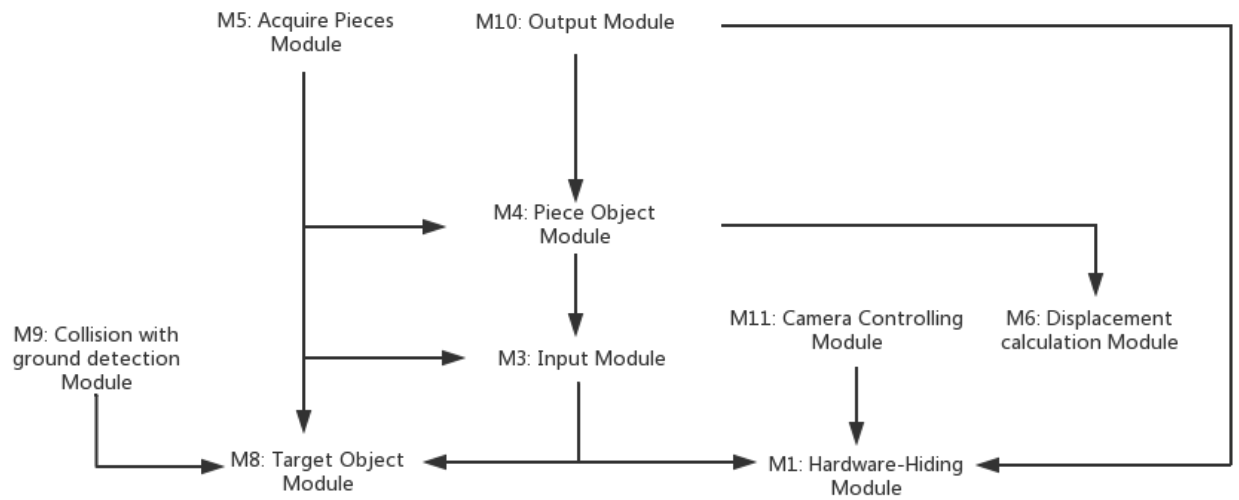 M5: Acquire Pieces
Module
M10: Output Module
M4: Piece Object
Module
M9: Collision with
ground detection
Module
M3: Input Module
M11: Camera Controlling
Module
M6: Displacement
calculation Module
M8: Target Object
Module
M1: Hardware-Hiding
Module